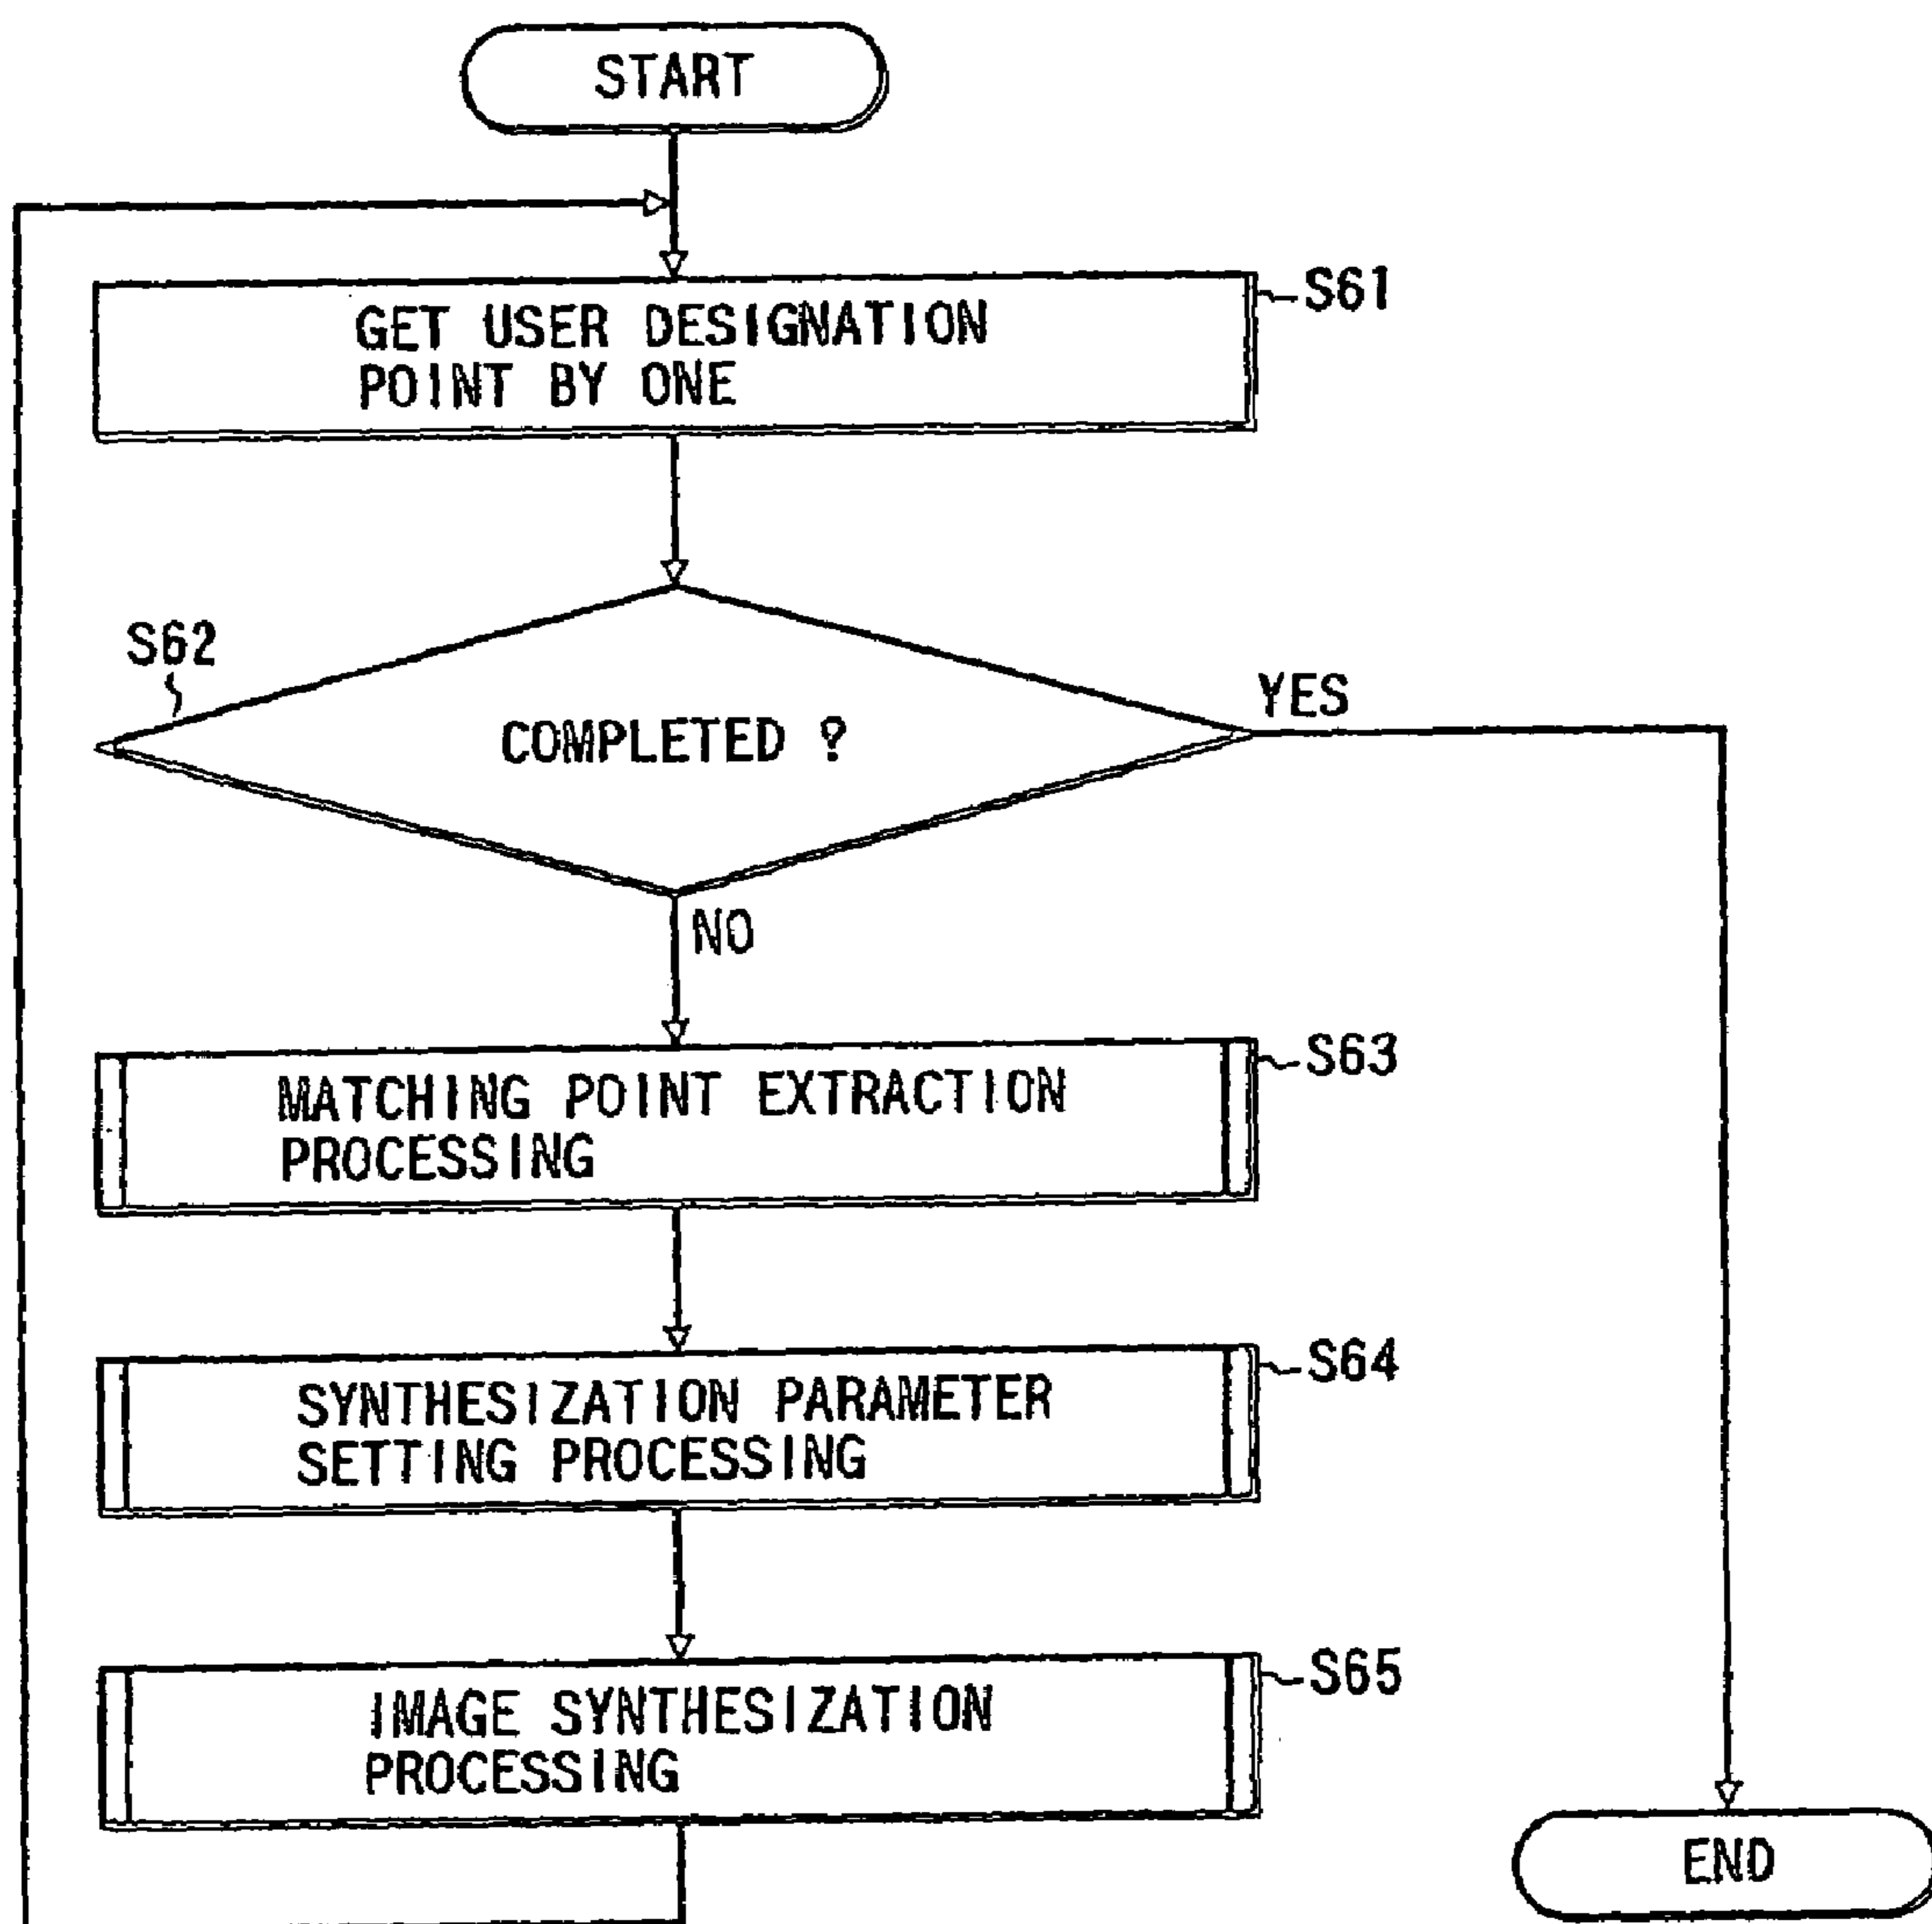 START
GET USER DESIGNATION
POINT BY ONE
S61
S62
COMPLETED ?
YES
NO
MATCHING POINT EXTRACTION
PROCESSING
S63
SYNTHESIZATION PARAMETER
SETTING PROCESSING
S64
IMAGE SYNTHESIZATION
PROCESSING
S65
END